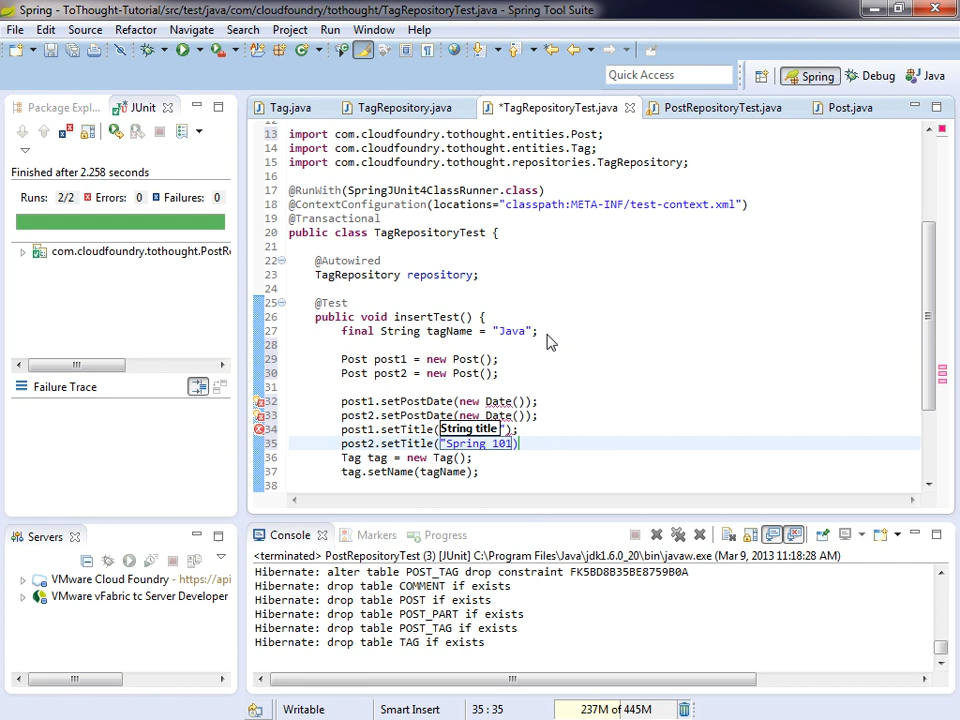 Spring - ToThought-Tutorial/src/test/java/com/cloudfoundry/tothought/TagRepositoryTest.java - Spring Tool Suite
File Edit Source Refactor Navigate Search Project Run Window Help
Quick Access
Spring Debug Java
Package Expl... JUnit
Finished after 2.258 seconds
Runs: 2/2 Errors: 0 Failures: 0
com.cloudfoundry.tothought.PostRe
Failure Trace
Servers
VMware Cloud Foundry - https://api
VMware vFabric tc Server Developer
Tag.java TagRepository.java *TagRepositoryTest.java PostRepositoryTest.java Post.java
12
13 import com.cloudfoundry.tothought.entities.Post;
14 import com.cloudfoundry.tothought.entities.Tag;
15 import com.cloudfoundry.tothought.repositories.TagRepository;
16
17 @RunWith(SpringJUnit4ClassRunner.class)
18 @ContextConfiguration(locations="classpath:META-INF/test-context.xml")
19 @Transactional
20 public class TagRepositoryTest {
21
22 @Autowired
23 TagRepository repository;
24
25 @Test
26 public void insertTest() {
27 final String tagName = "Java";
28
29 Post post1 = new Post();
30 Post post2 = new Post();
31
32 post1.setPostDate(new Date());
33 post2.setPostDate(new Date());
34 post1.setTitle( String title ");
35 post2.setTitle("Spring 101)
36 Tag tag = new Tag();
37 tag.setName(tagName);
38
Console Markers Progress
<terminated> PostRepositoryTest (3) [JUnit] C:\Program Files\Java\jdk1.6.0_20\bin\javaw.exe (Mar 9, 2013 11:18:28 AM)
Hibernate: alter table POST_TAG drop constraint FK5BD8B35BE8759B0A
Hibernate: drop table COMMENT if exists
Hibernate: drop table POST if exists
Hibernate: drop table POST_PART if exists
Hibernate: drop table POST_TAG if exists
Hibernate: drop table TAG if exists
Writable Smart Insert 35 : 35 237M of 445M